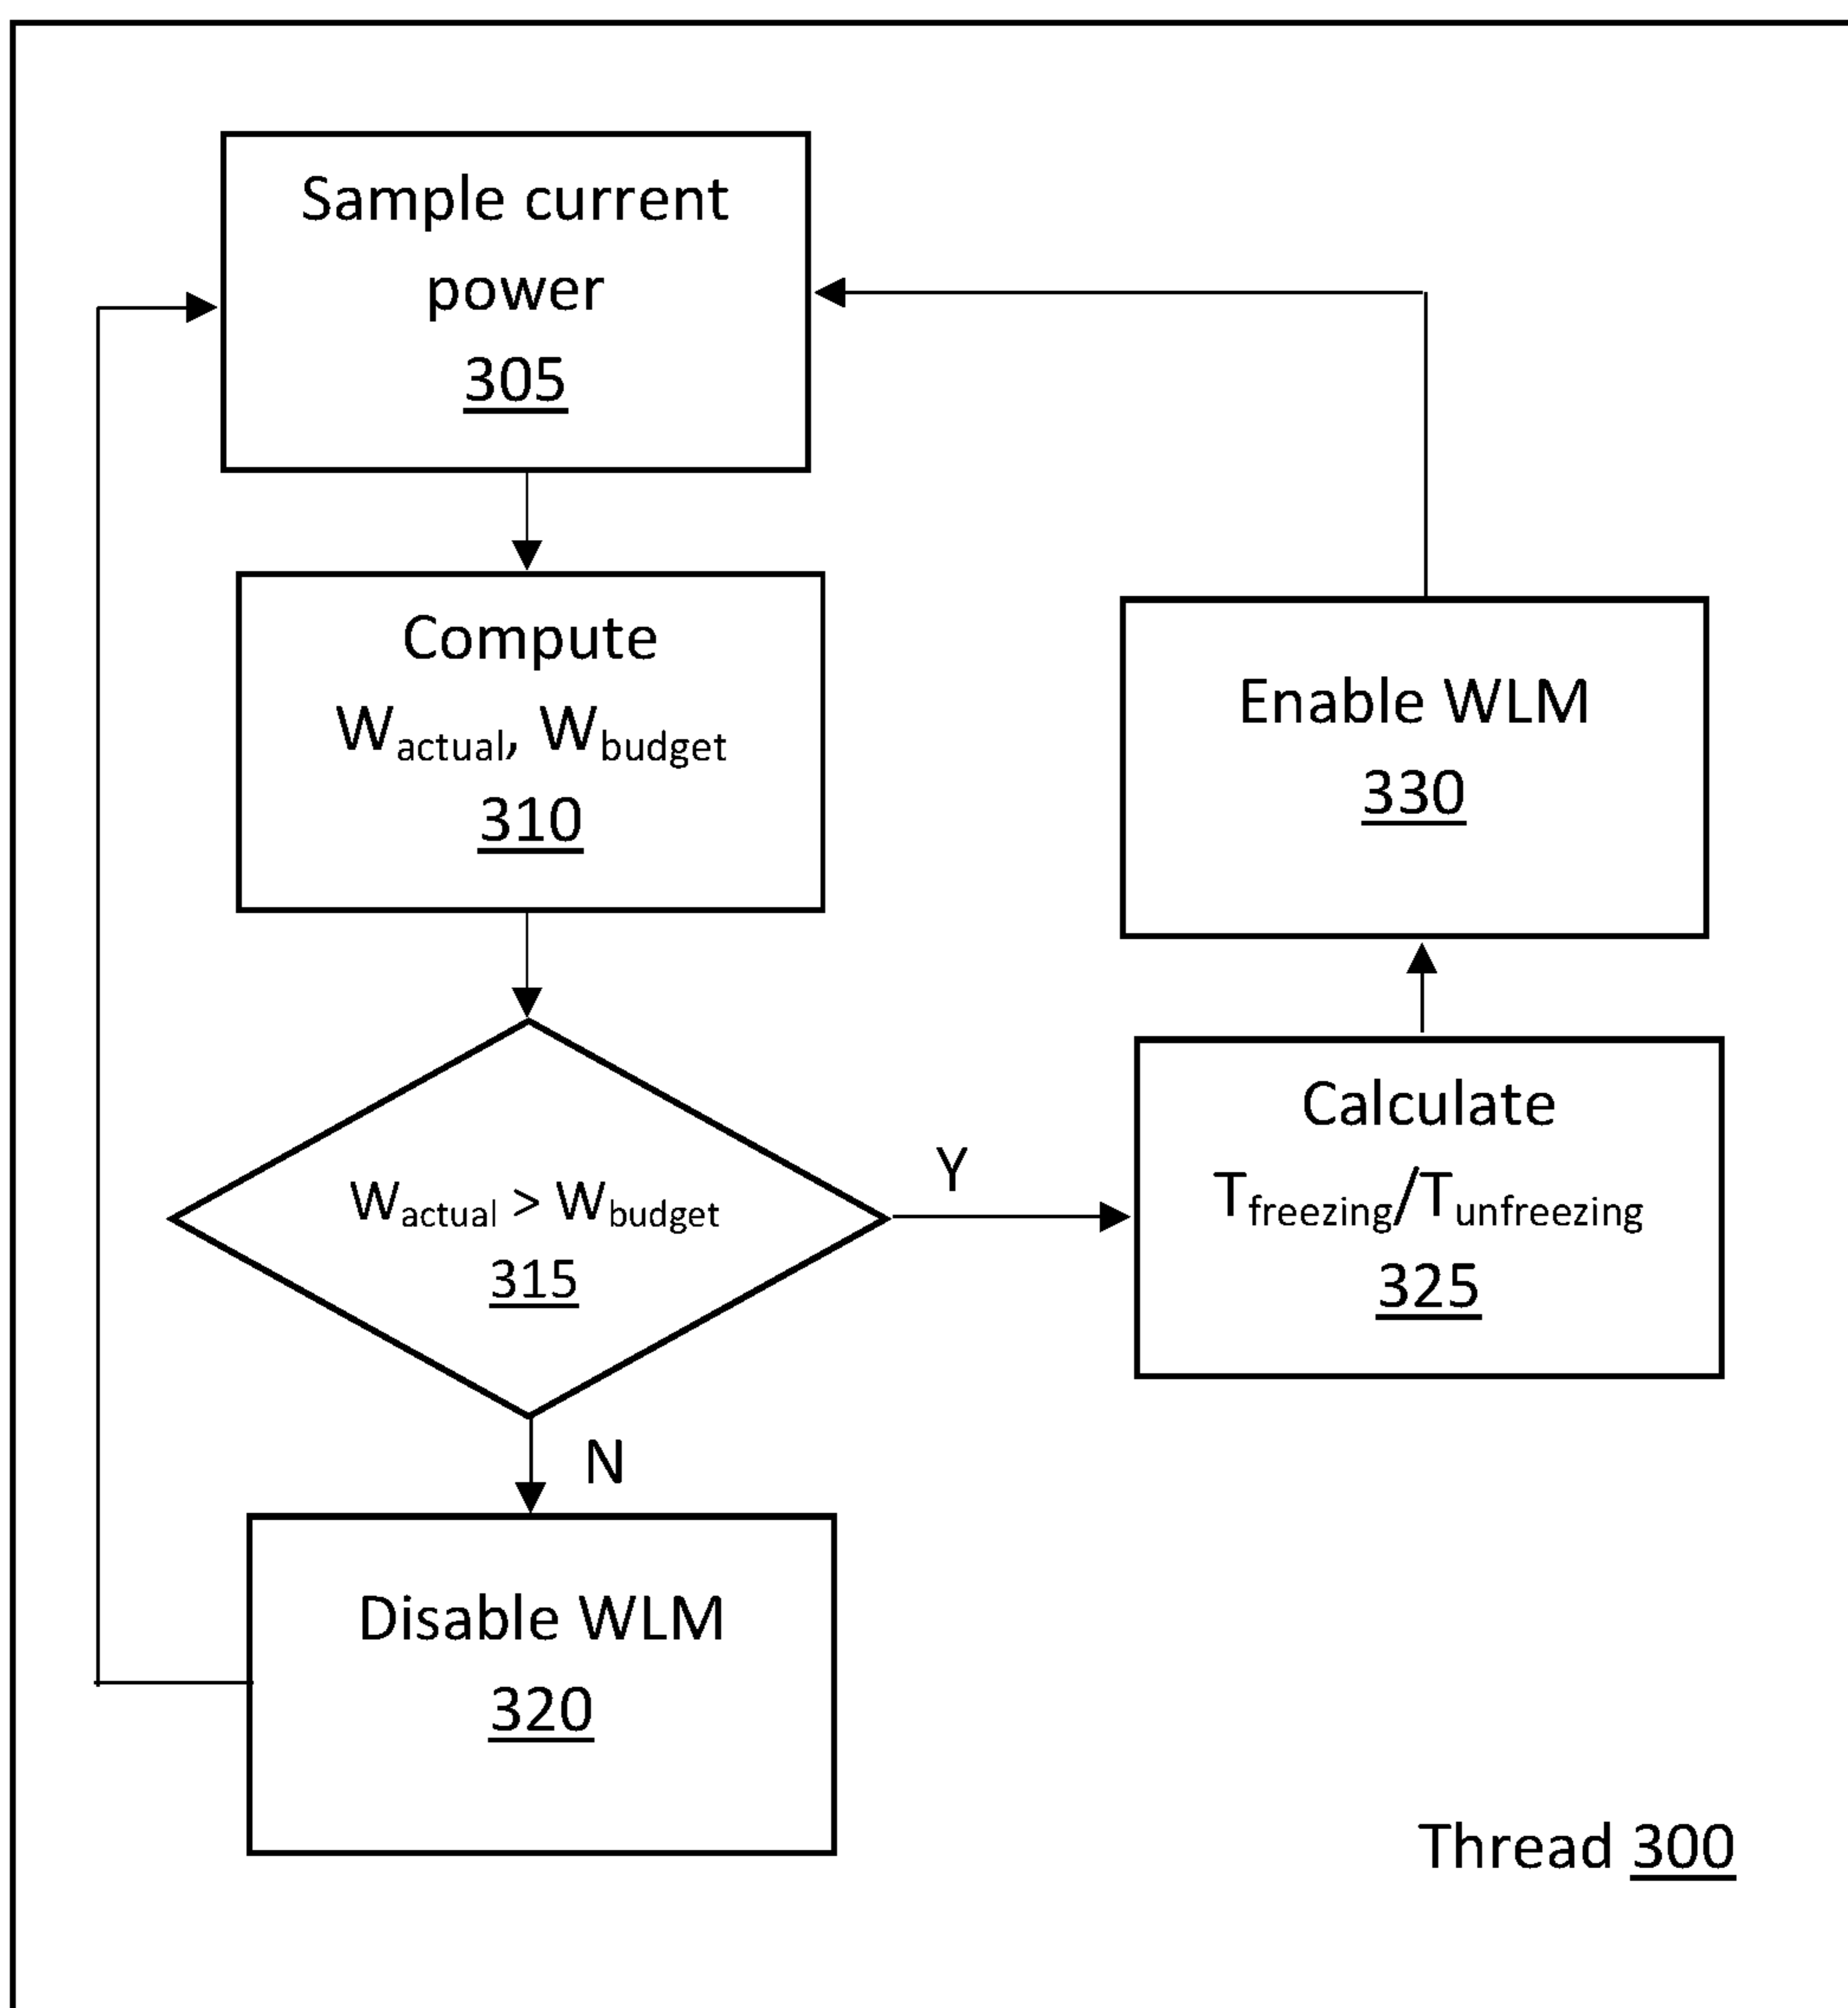 Sample current
power
305
Compute
Wactual, Wbudget
310
Wactual > Wbudget
315
Y
N
Disable WLM
320
Calculate
Tfreezing/Tunfreezing
325
Enable WLM
330
Thread 300